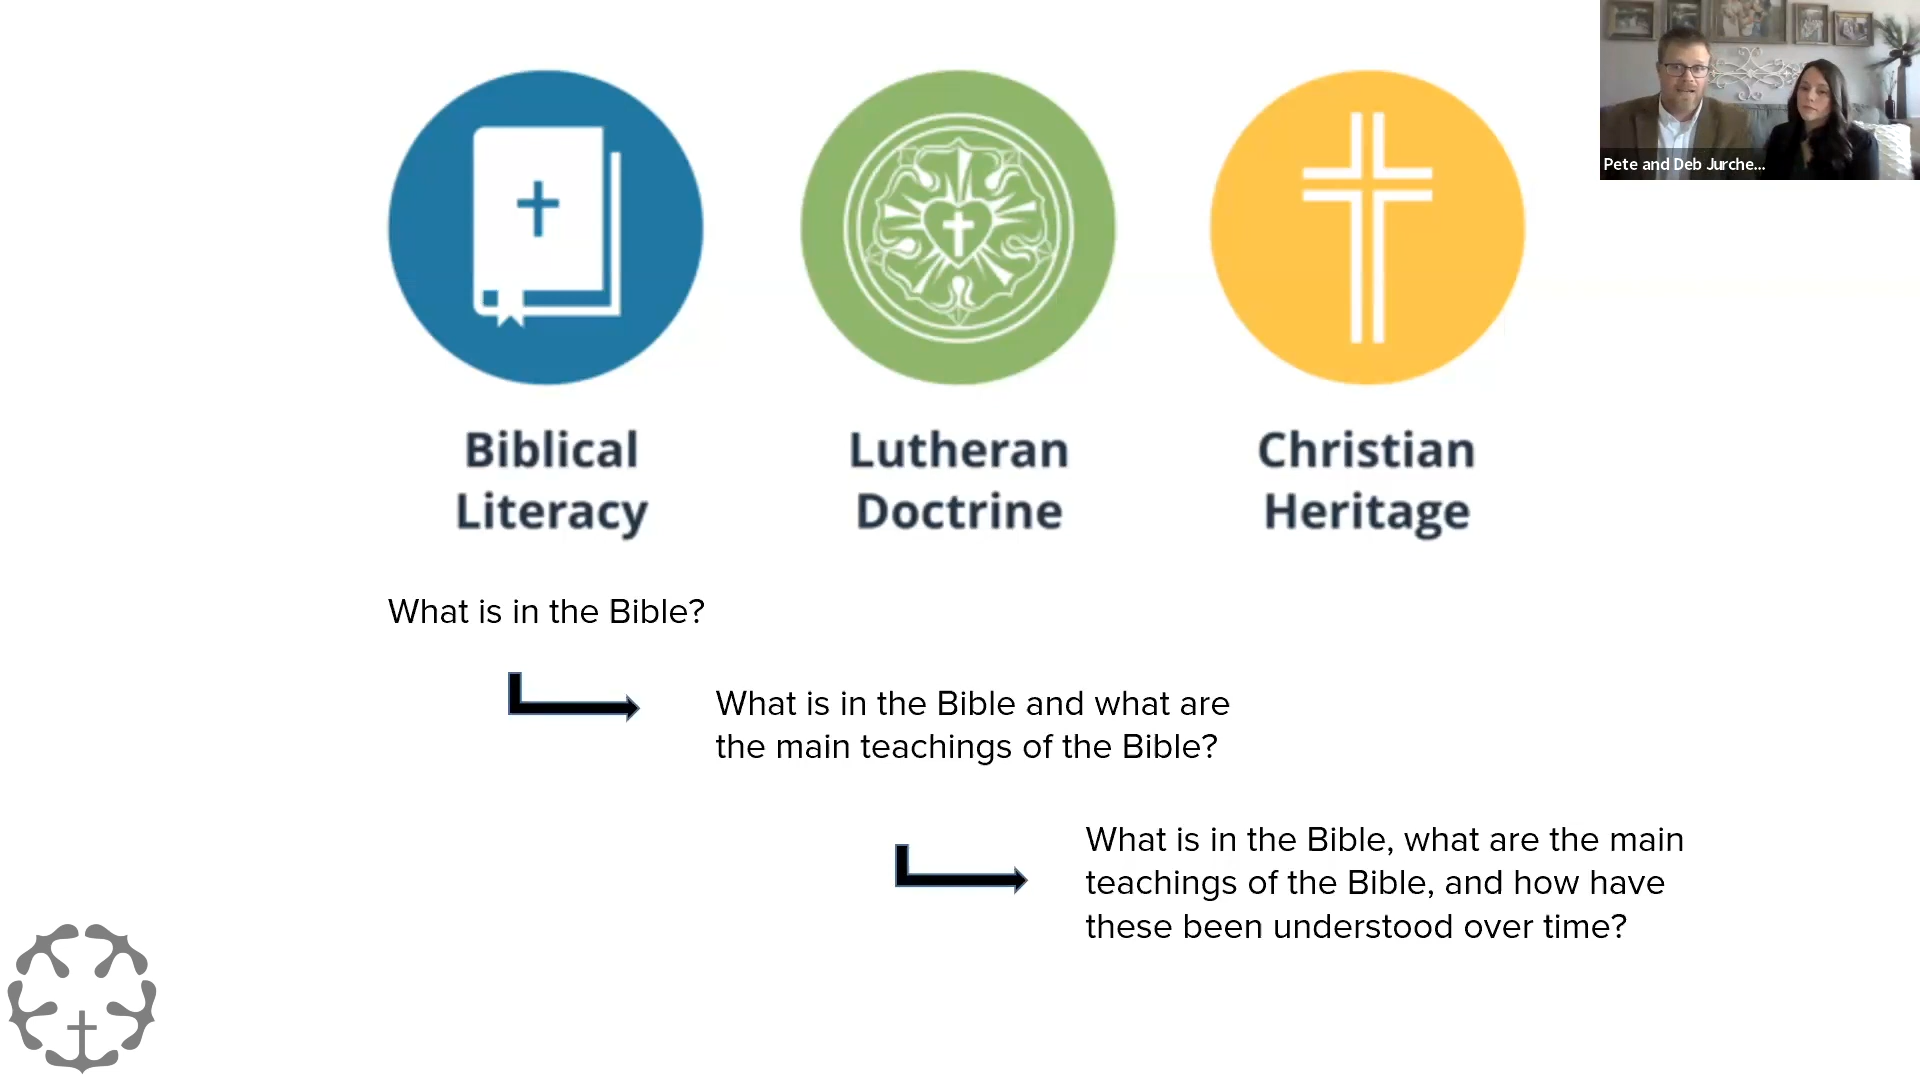 Pete and Deb Jurche...
Biblical
Literacy
Lutheran
Doctrine
Christian
Heritage
What is in the Bible?
What is in the Bible and what are
the main teachings of the Bible?
What is in the Bible, what are the main
teachings of the Bible, and how have
these been understood over time?